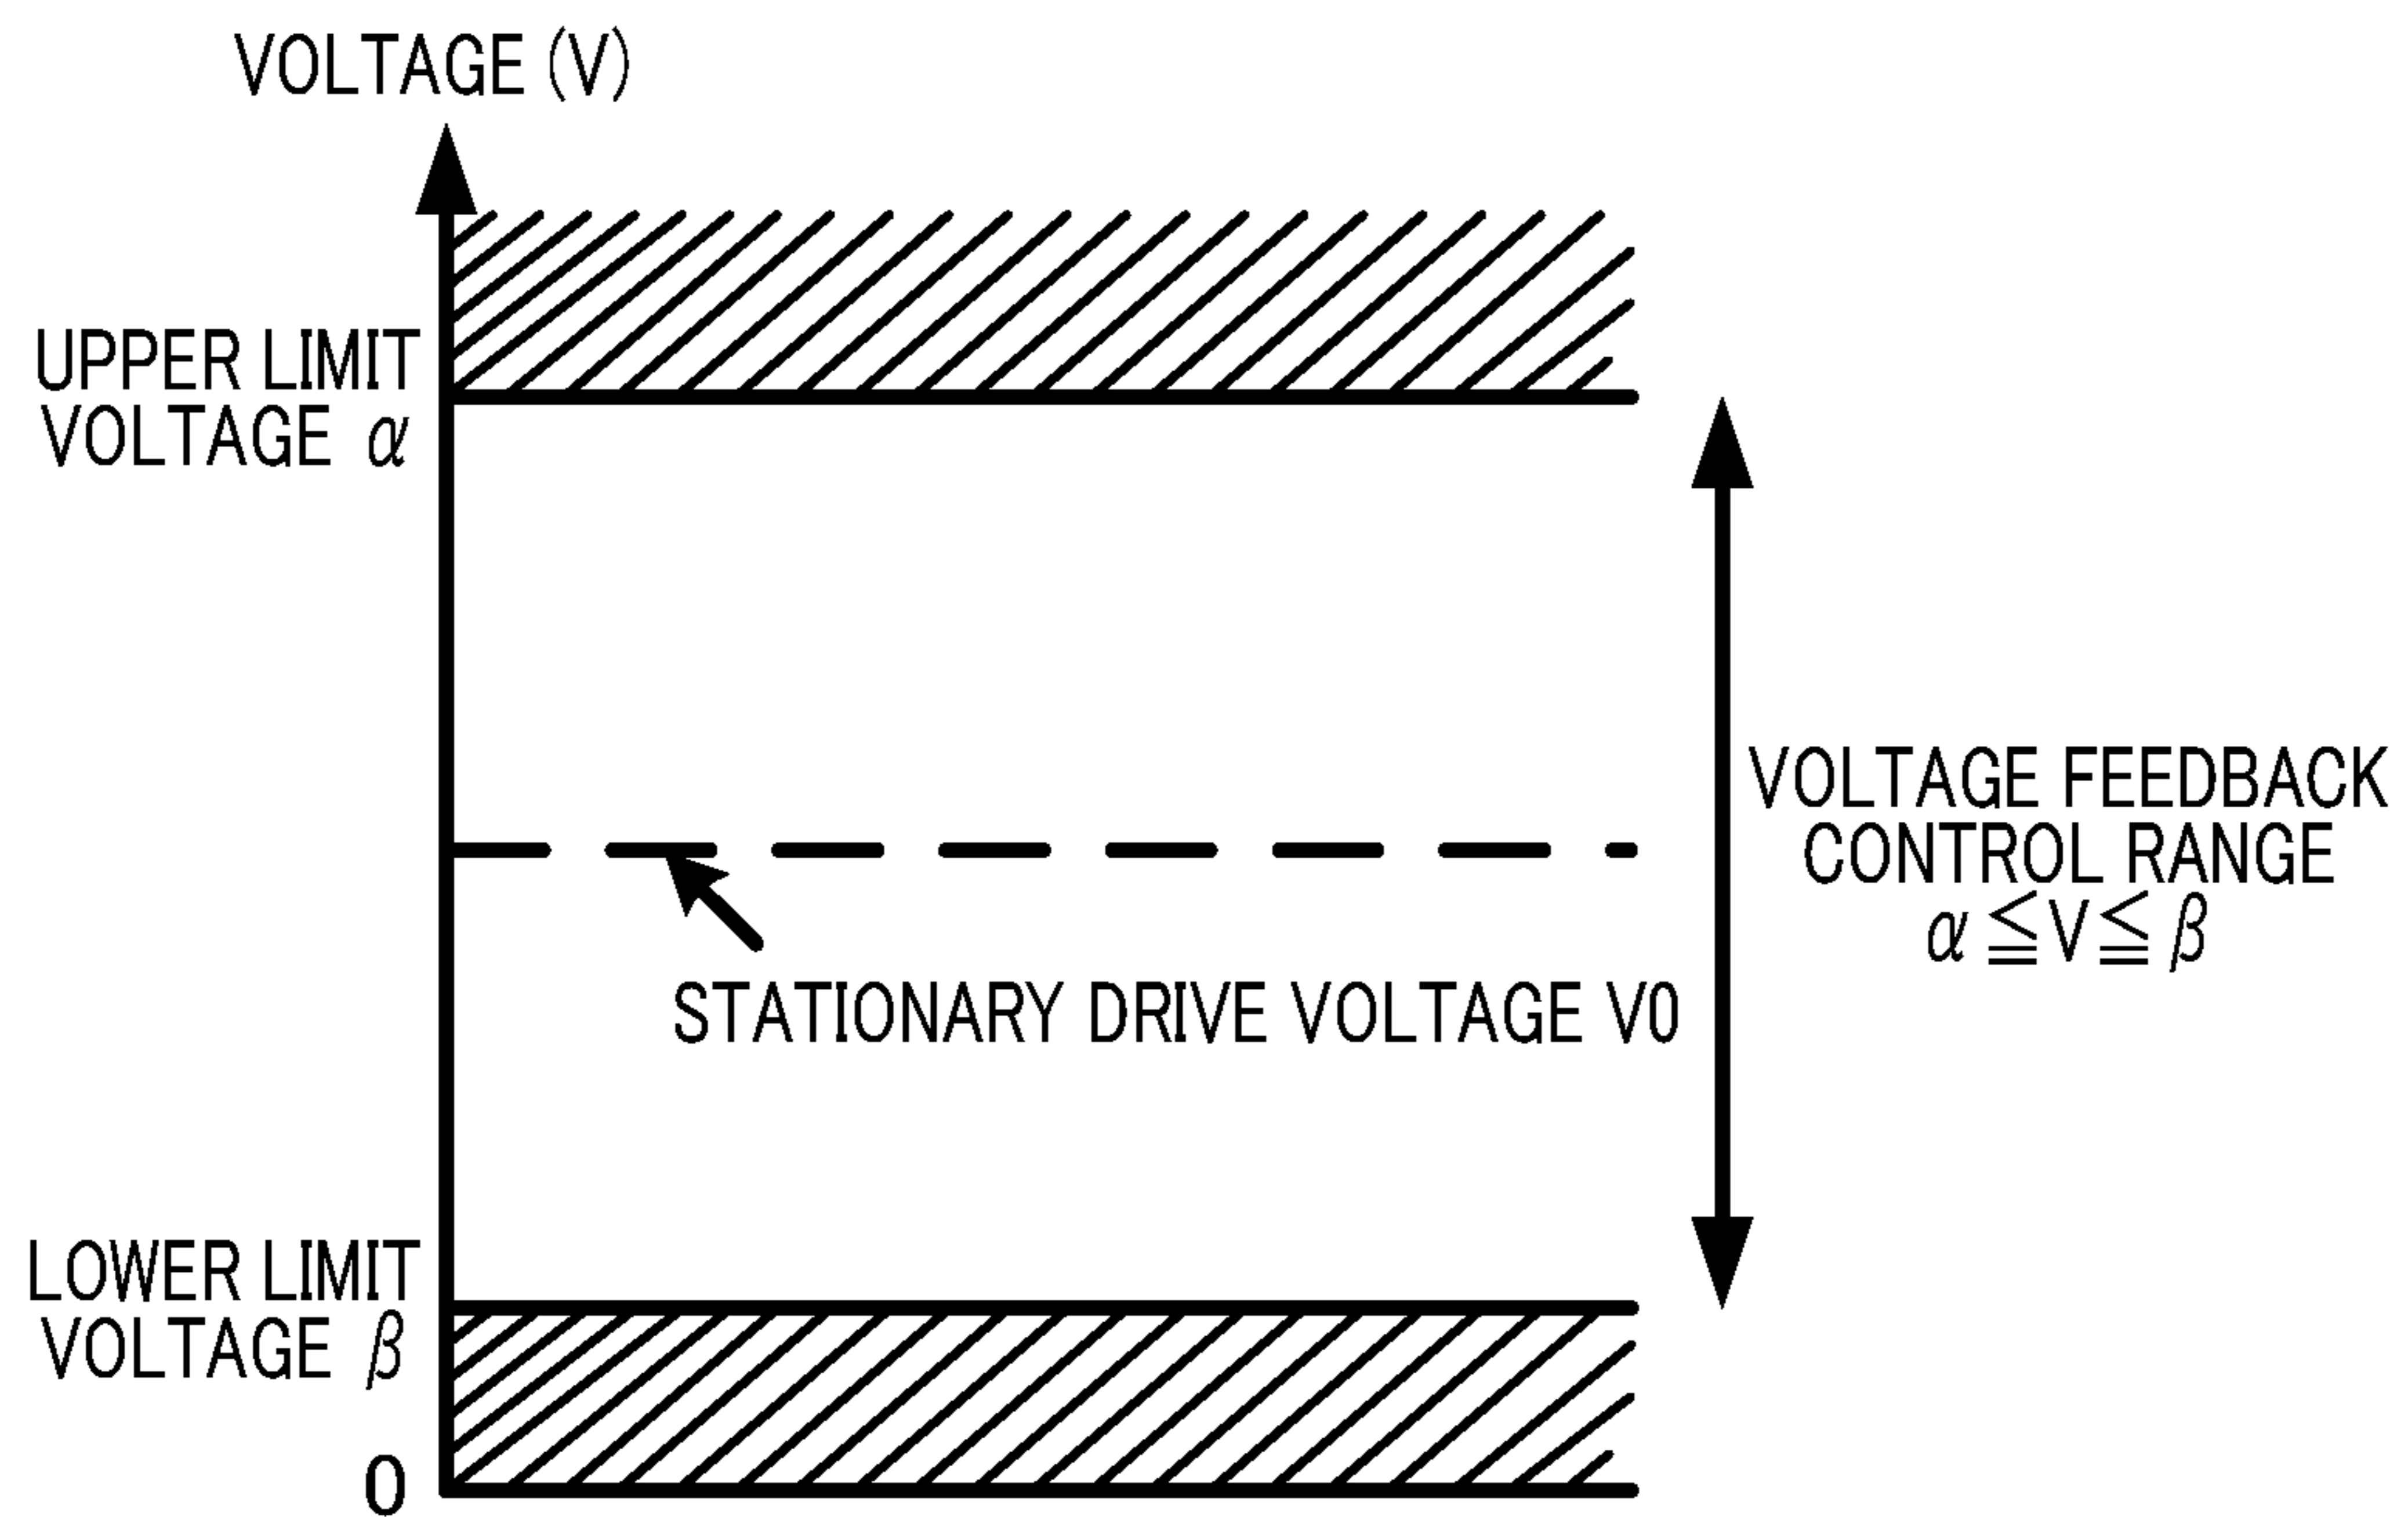 VOLTAGE (V)
UPPER LIMIT
VOLTAGE α
VOLTAGE FEEDBACK
CONTROL RANGE
α ≦ V ≦ β
STATIONARY DRIVE VOLTAGE V0
LOWER LIMIT
VOLTAGE β
0